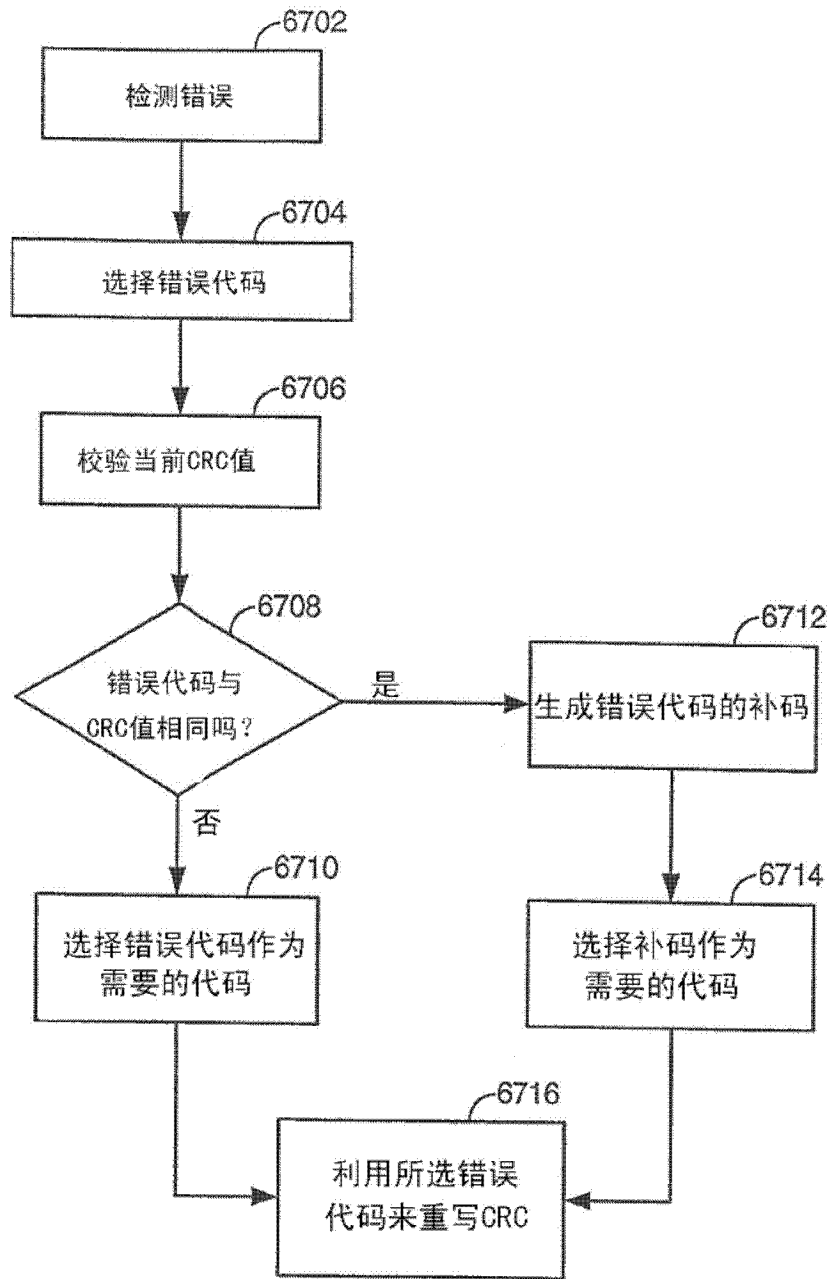 6702
检测错误
6704
选择错误代码
6706
校验当前CRC值
6708
错误代码与
CRC值相同吗?
是
6712
生成错误代码的补码
否
6710
选择错误代码作为
需要的代码
6714
选择补码作为
需要的代码
6716
利用所选错误
代码来重写CRC